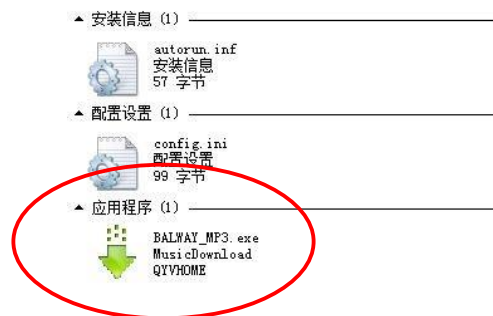 安装信息 (1)
autorun.inf
安装信息
57 字节
配置设置 (1)
config.ini
配置设置
99 字节
应用程序 (1)
BALWAY_MP3.exe
MusicDownload
QYVHOME